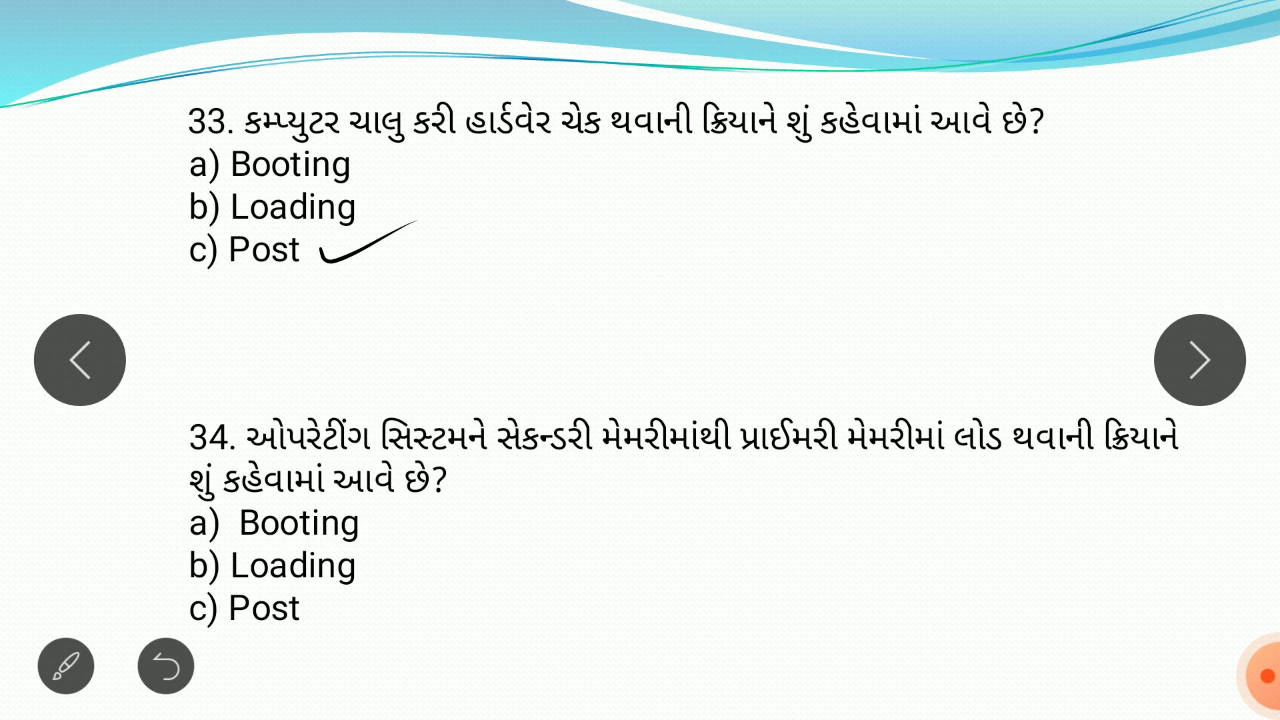 33. કમ્પ્યુટર ચાલુ કરી હાર્ડવેર ચેક થવાની ક્રિયાને શું કહેવામાં આવે છે?
a) Booting
b) Loading
c) Post
34. ઓપરેટીંગ સિસ્ટમને સેકન્ડરી મેમરીમાંથી પ્રાઈમરી મેમરીમાં લોડ થવાની ક્રિયાને
શું કહેવામાં આવે છે?
a)  Booting
b) Loading
c) Post